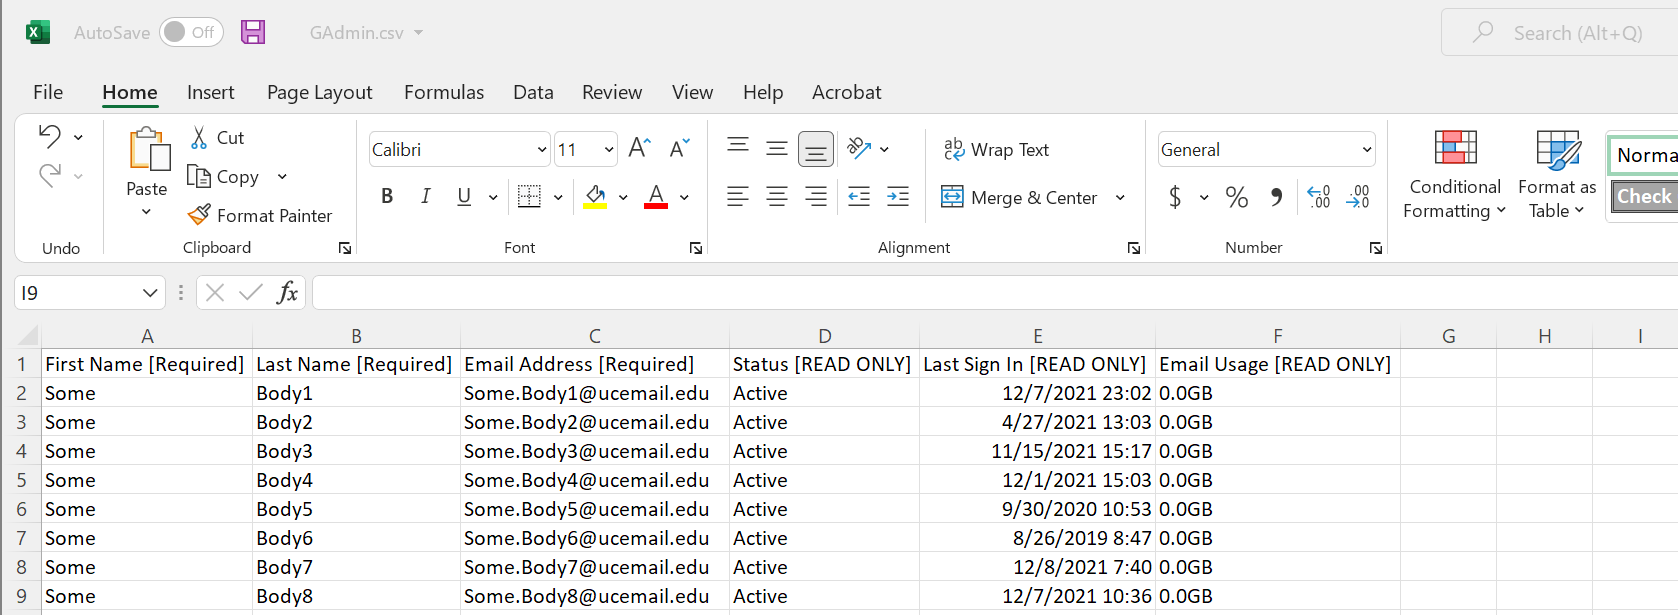 AutoSave Off GAdmin.csv Search (Alt+Q)
File Home Insert Page Layout Formulas Data Review View Help Acrobat
Paste
Cut
Copy
Format Painter
Calibri 11
B I U A
ab Wrap Text
Merge & Center
General
$ % 9 .00 .00 0
Conditional Formatting
Format as Table
Norma
Check
Undo Clipboard Font Alignment Number
I9 fx
A B C D E F G H I
1 First Name [Required] Last Name [Required] Email Address [Required] Status [READ ONLY] Last Sign In [READ ONLY] Email Usage [READ ONLY]
2 Some Body1 Some.Body1@ucemail.edu Active 12/7/2021 23:02 0.0GB
3 Some Body2 Some.Body2@ucemail.edu Active 4/27/2021 13:03 0.0GB
4 Some Body3 Some.Body3@ucemail.edu Active 11/15/2021 15:17 0.0GB
5 Some Body4 Some.Body4@ucemail.edu Active 12/1/2021 15:03 0.0GB
6 Some Body5 Some.Body5@ucemail.edu Active 9/30/2020 10:53 0.0GB
7 Some Body6 Some.Body6@ucemail.edu Active 8/26/2019 8:47 0.0GB
8 Some Body7 Some.Body7@ucemail.edu Active 12/8/2021 7:40 0.0GB
9 Some Body8 Some.Body8@ucemail.edu Active 12/7/2021 10:36 0.0GB